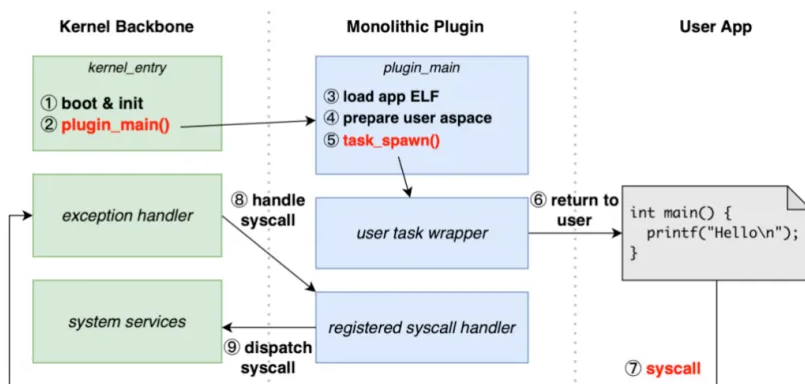 Kernel Backbone
Monolithic Plugin
User App
kernel_entry
① boot & init
② plugin_main()
plugin_main
③ load app ELF
④ prepare user aspace
⑤ task_spawn()
exception handler
⑧ handle
syscall
user task wrapper
⑥ return to
user
int main() {
  printf("Hello\n");
}
system services
⑨ dispatch
syscall
registered syscall handler
⑦ syscall